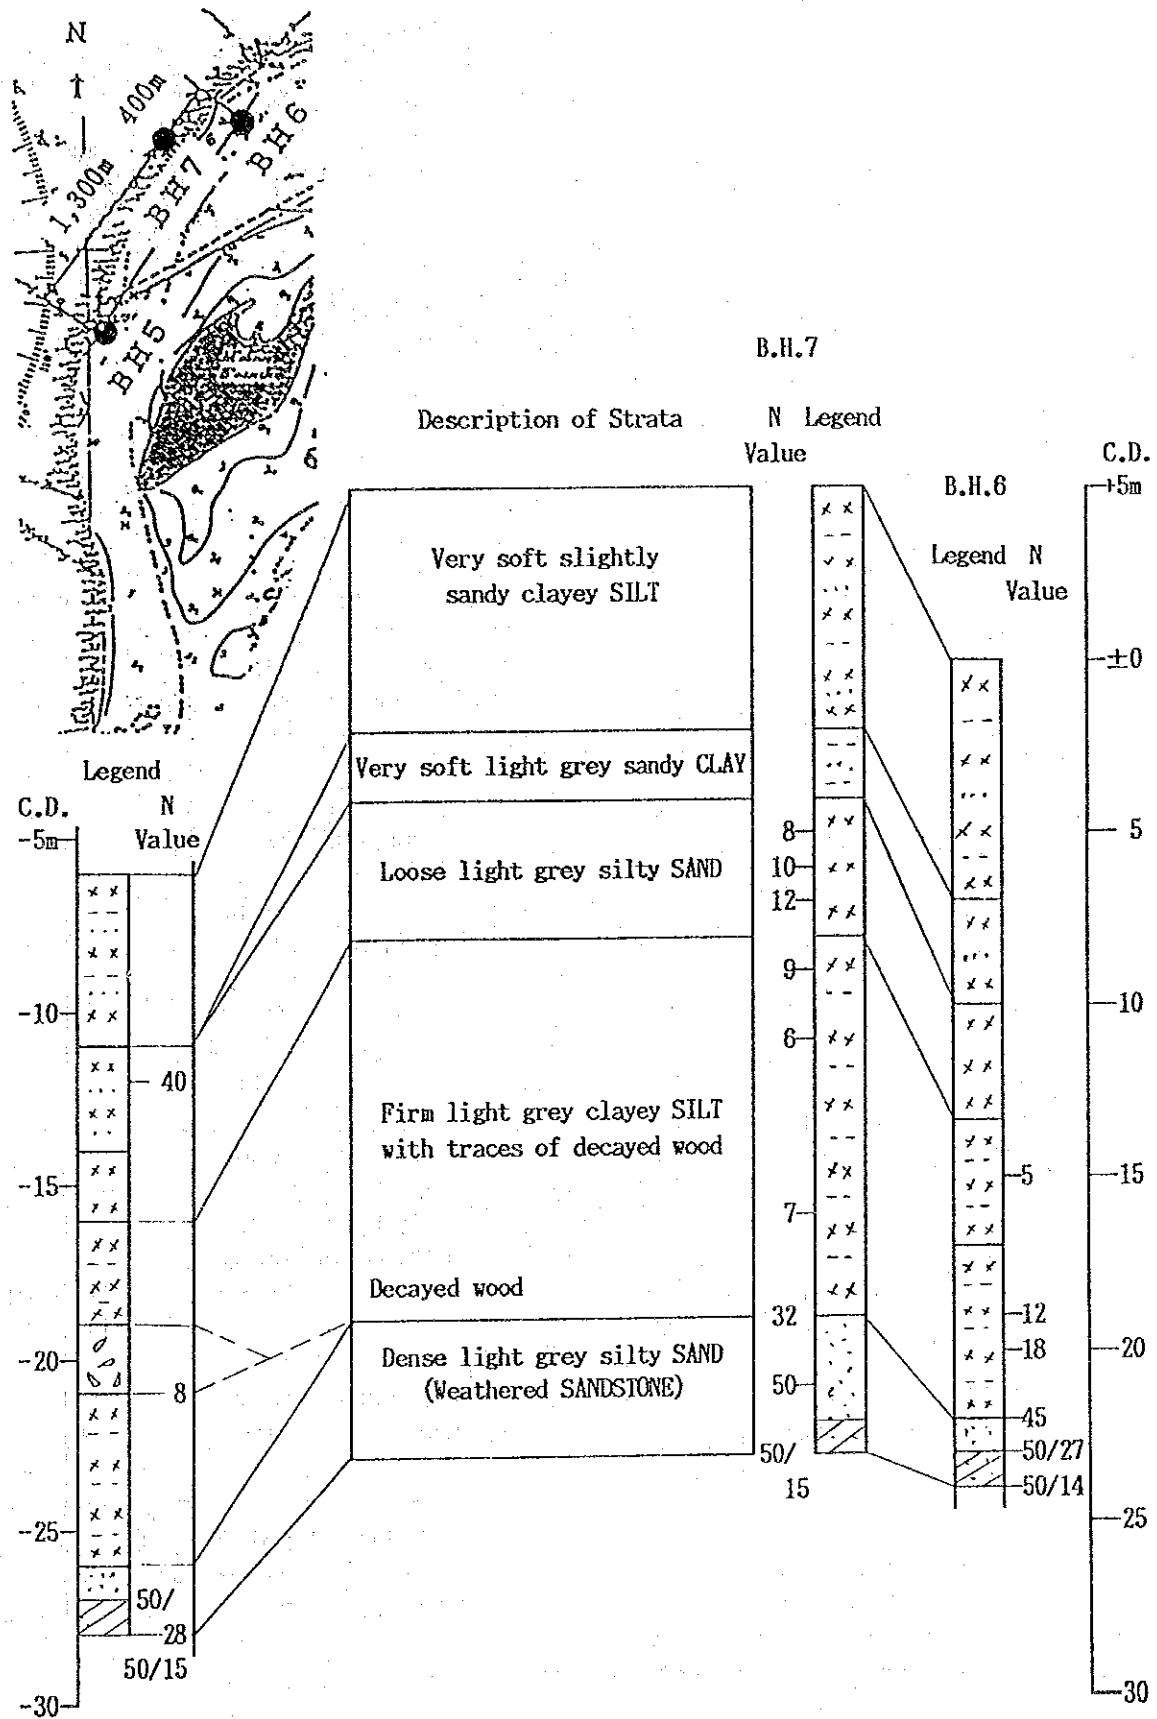 N
400m
1,300m
BH7
BH6
BH5
6
B.H.7
Description of Strata
N Legend
Value
C.D.
B.H.6
+5m
Legend N
Value
Very soft slightly
sandy clayey SILT
±0
Legend
C.D.
N
Value
Very soft light grey sandy CLAY
-5m
8
5
Loose light grey silty SAND
10
12
9
-10
10
6
40
Firm light grey clayey SILT
with traces of decayed wood
-15
5
15
7
Decayed wood
32
12
18
20
-20
Dense light grey silty SAND
(Weathered SANDSTONE)
50
8
45
50/27
50/
15
50/14
-25
25
50/
28
50/15
-30
30